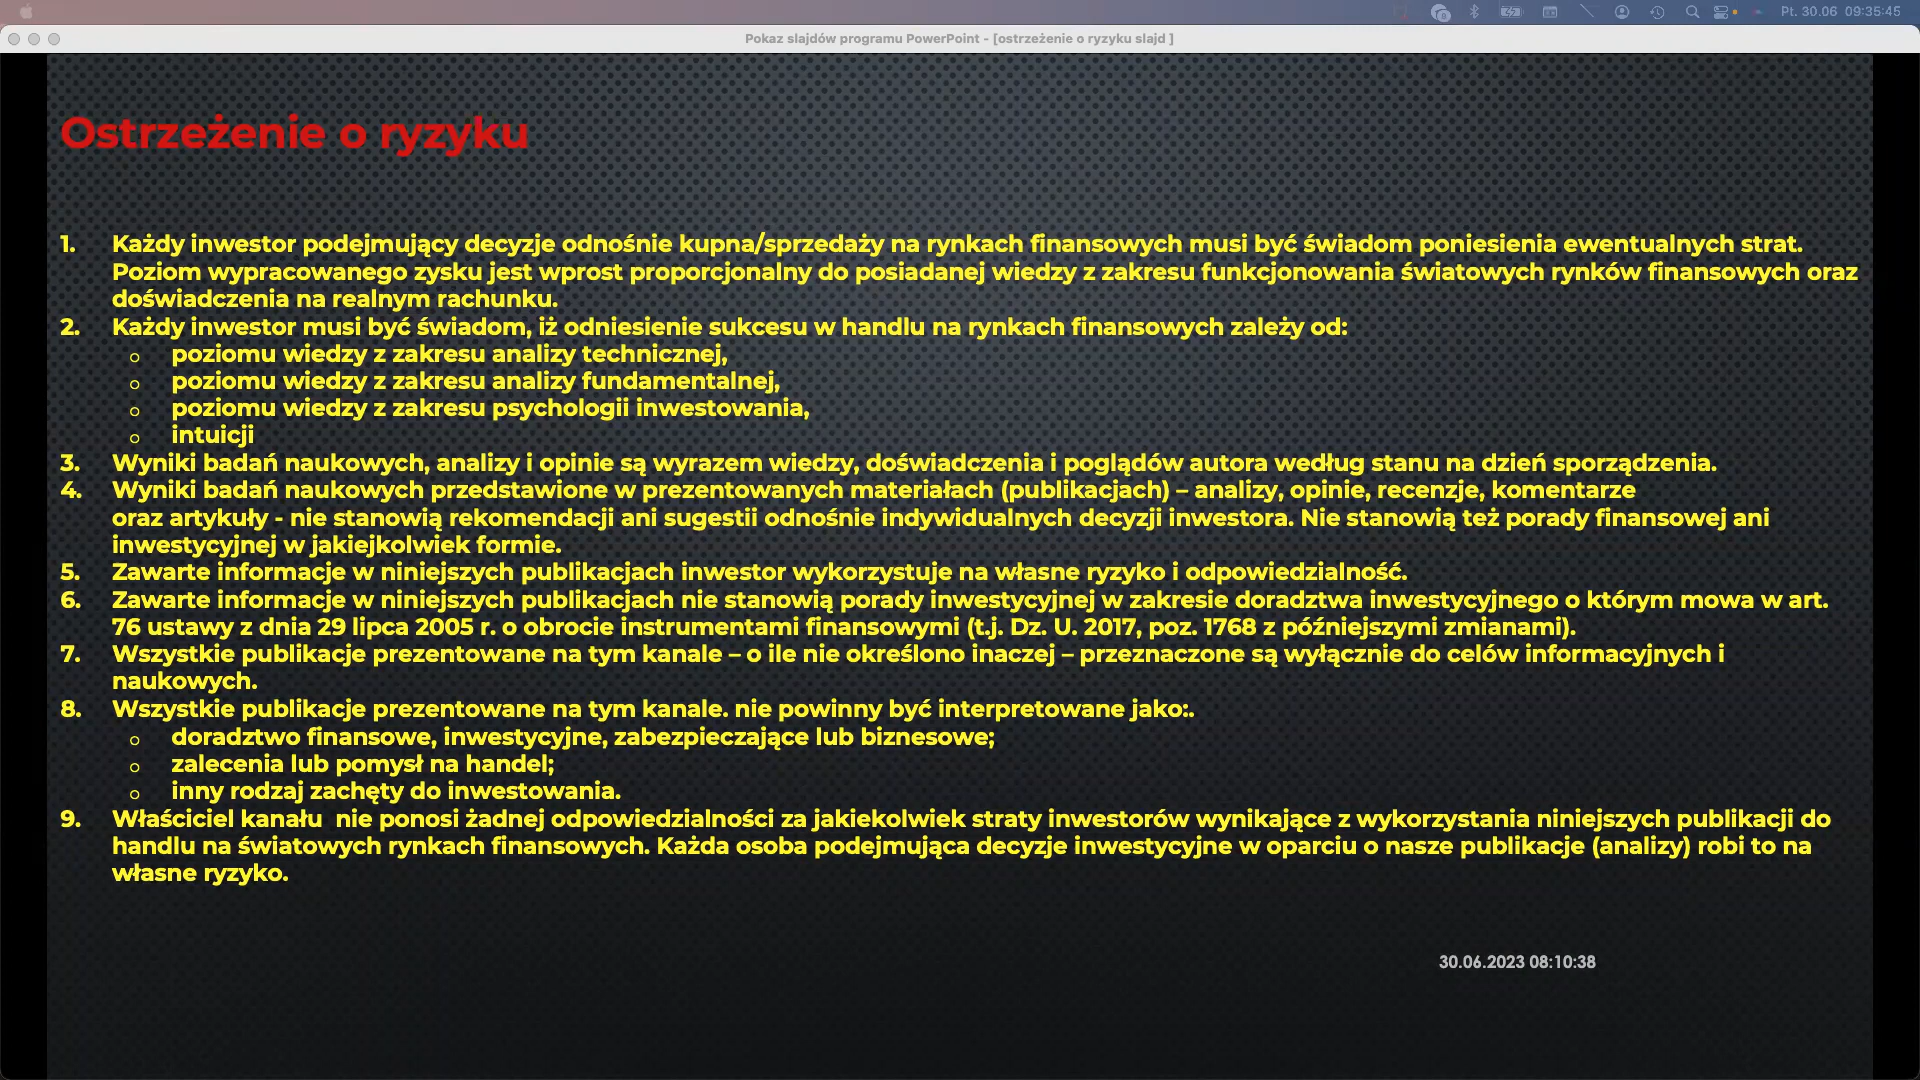 Pt. 30.06 09:35:45
Pokaz slajdów programu PowerPoint - [ostrzeżenie o ryzyku slajd ]
Ostrzeżenie o ryzyku
1. Każdy inwestor podejmujący decyzje odnośnie kupna/sprzedaży na rynkach finansowych musi być świadom poniesienia ewentualnych strat.
Poziom wypracowanego zysku jest wprost proporcjonalny do posiadanej wiedzy z zakresu funkcjonowania światowych rynków finansowych oraz
doświadczenia na realnym rachunku.
2. Każdy inwestor musi być świadom, iż odniesienie sukcesu w handlu na rynkach finansowych zależy od:
o poziomu wiedzy z zakresu analizy technicznej,
o poziomu wiedzy z zakresu analizy fundamentalnej,
o poziomu wiedzy z zakresu psychologii inwestowania,
o intuicji
3. Wyniki badań naukowych, analizy i opinie są wyrazem wiedzy, doświadczenia i poglądów autora według stanu na dzień sporządzenia.
4. Wyniki badań naukowych przedstawione w prezentowanych materiałach (publikacjach) – analizy, opinie, recenzje, komentarze
oraz artykuły - nie stanowią rekomendacji ani sugestii odnośnie indywidualnych decyzji inwestora. Nie stanowią też porady finansowej ani
inwestycyjnej w jakiejkolwiek formie.
5. Zawarte informacje w niniejszych publikacjach inwestor wykorzystuje na własne ryzyko i odpowiedzialność.
6. Zawarte informacje w niniejszych publikacjach nie stanowią porady inwestycyjnej w zakresie doradztwa inwestycyjnego o którym mowa w art.
76 ustawy z dnia 29 lipca 2005 r. o obrocie instrumentami finansowymi (t.j. Dz. U. 2017, poz. 1768 z późniejszymi zmianami).
7. Wszystkie publikacje prezentowane na tym kanale – o ile nie określono inaczej – przeznaczone są wyłącznie do celów informacyjnych i
naukowych.
8. Wszystkie publikacje prezentowane na tym kanale. nie powinny być interpretowane jako:.
o doradztwo finansowe, inwestycyjne, zabezpieczające lub biznesowe;
o zalecenia lub pomysł na handel;
o inny rodzaj zachęty do inwestowania.
9. Właściciel kanału  nie ponosi żadnej odpowiedzialności za jakiekolwiek straty inwestorów wynikające z wykorzystania niniejszych publikacji do
handlu na światowych rynkach finansowych. Każda osoba podejmująca decyzje inwestycyjne w oparciu o nasze publikacje (analizy) robi to na
własne ryzyko.
30.06.2023 08:10:38